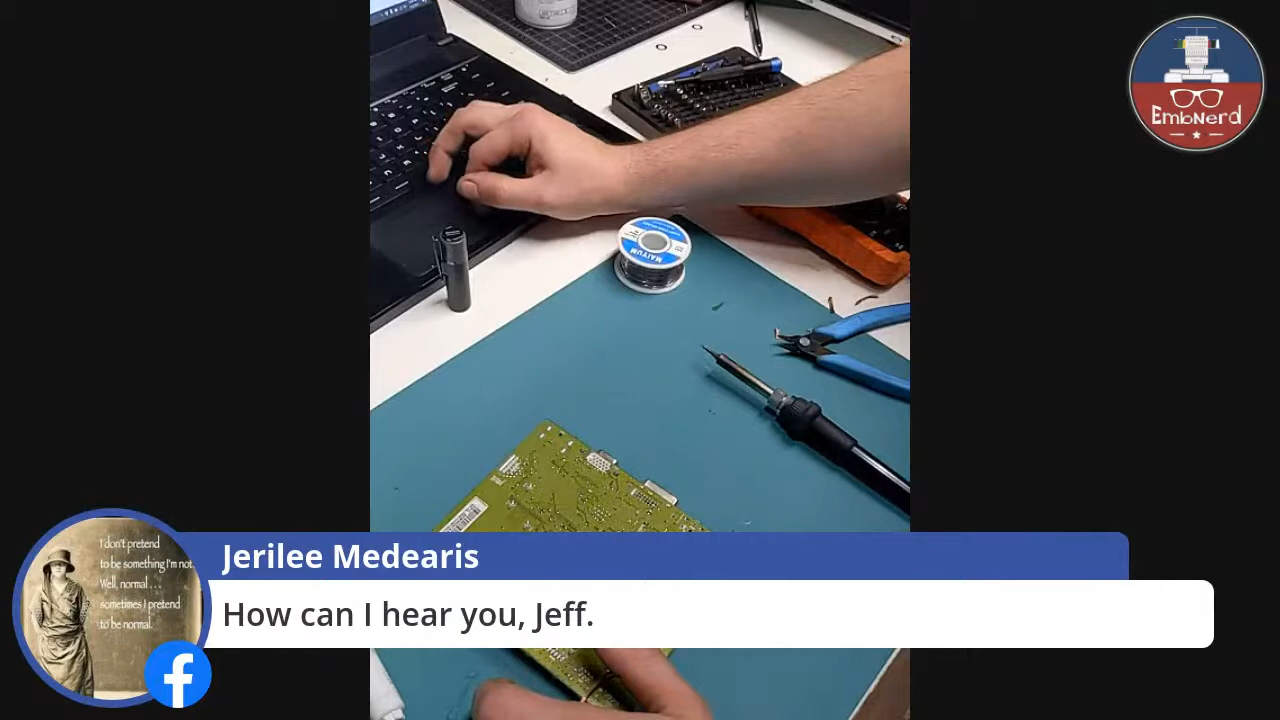 EmbNerd
MAIYUM
I don't pretend
to be something I'm not.
Well, normal . . .
sometimes I pretend
to be normal.
Jerilee Medearis
How can I hear you, Jeff.